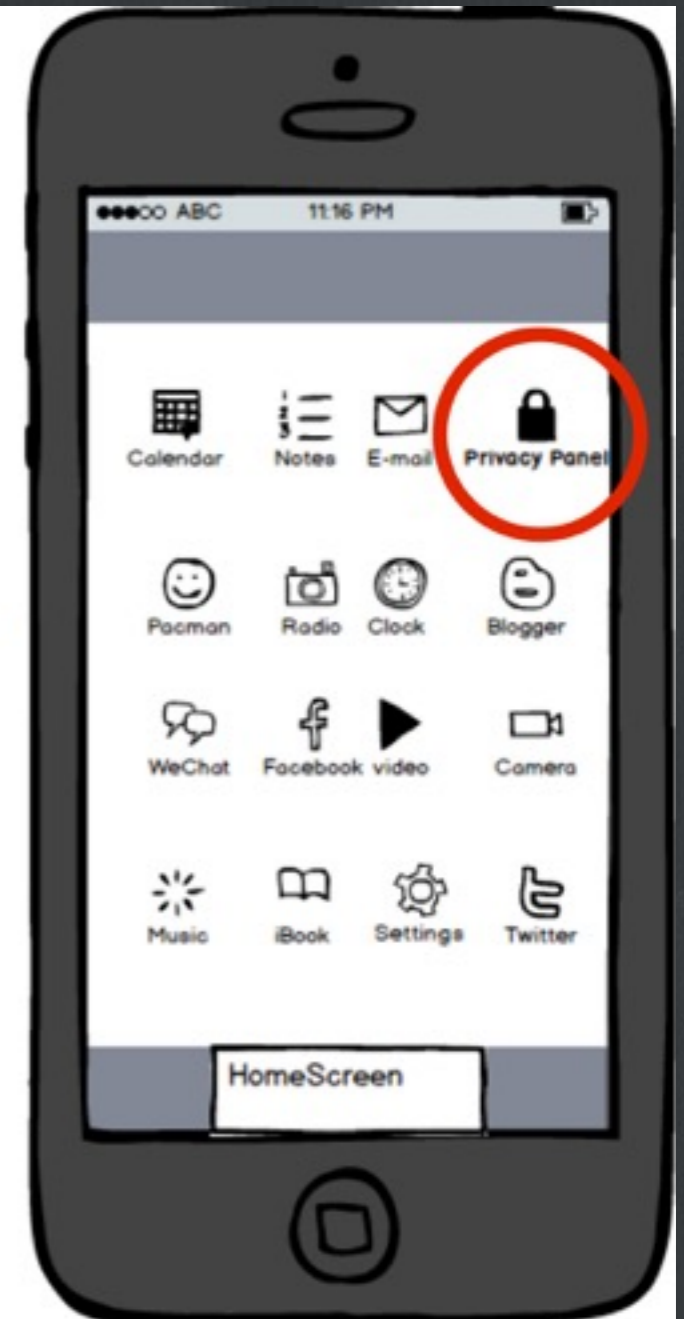 ABC 11:16 PM
Calendar Notes E-mail Privacy Panel
Pacman Radio Clock Blogger
WeChat Facebook video Camera
Music iBook Settings Twitter
HomeScreen